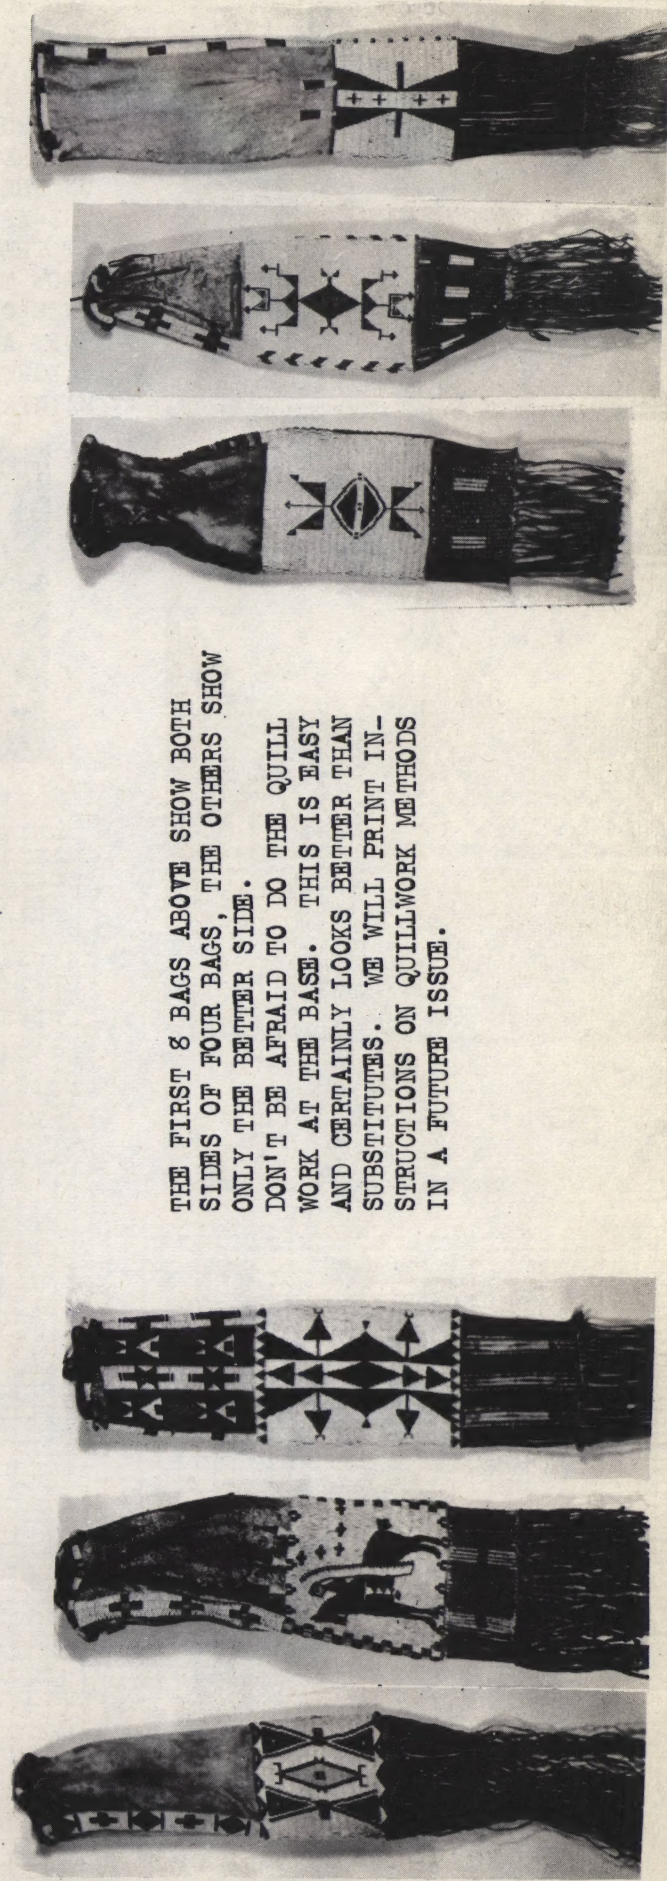 THE FIRST 8 BAGS ABOVE SHOW BOTH
SIDES OF FOUR BAGS, THE OTHERS SHOW
ONLY THE BETTER SIDE.
DON'T BE AFRAID TO DO THE QUILL
WORK AT THE BASE. THIS IS EASY
AND CERTAINLY LOOKS BETTER THAN
SUBSTITUTES. WE WILL PRINT IN-
STRUCTIONS ON QUILLWORK METHODS
IN A FUTURE ISSUE.